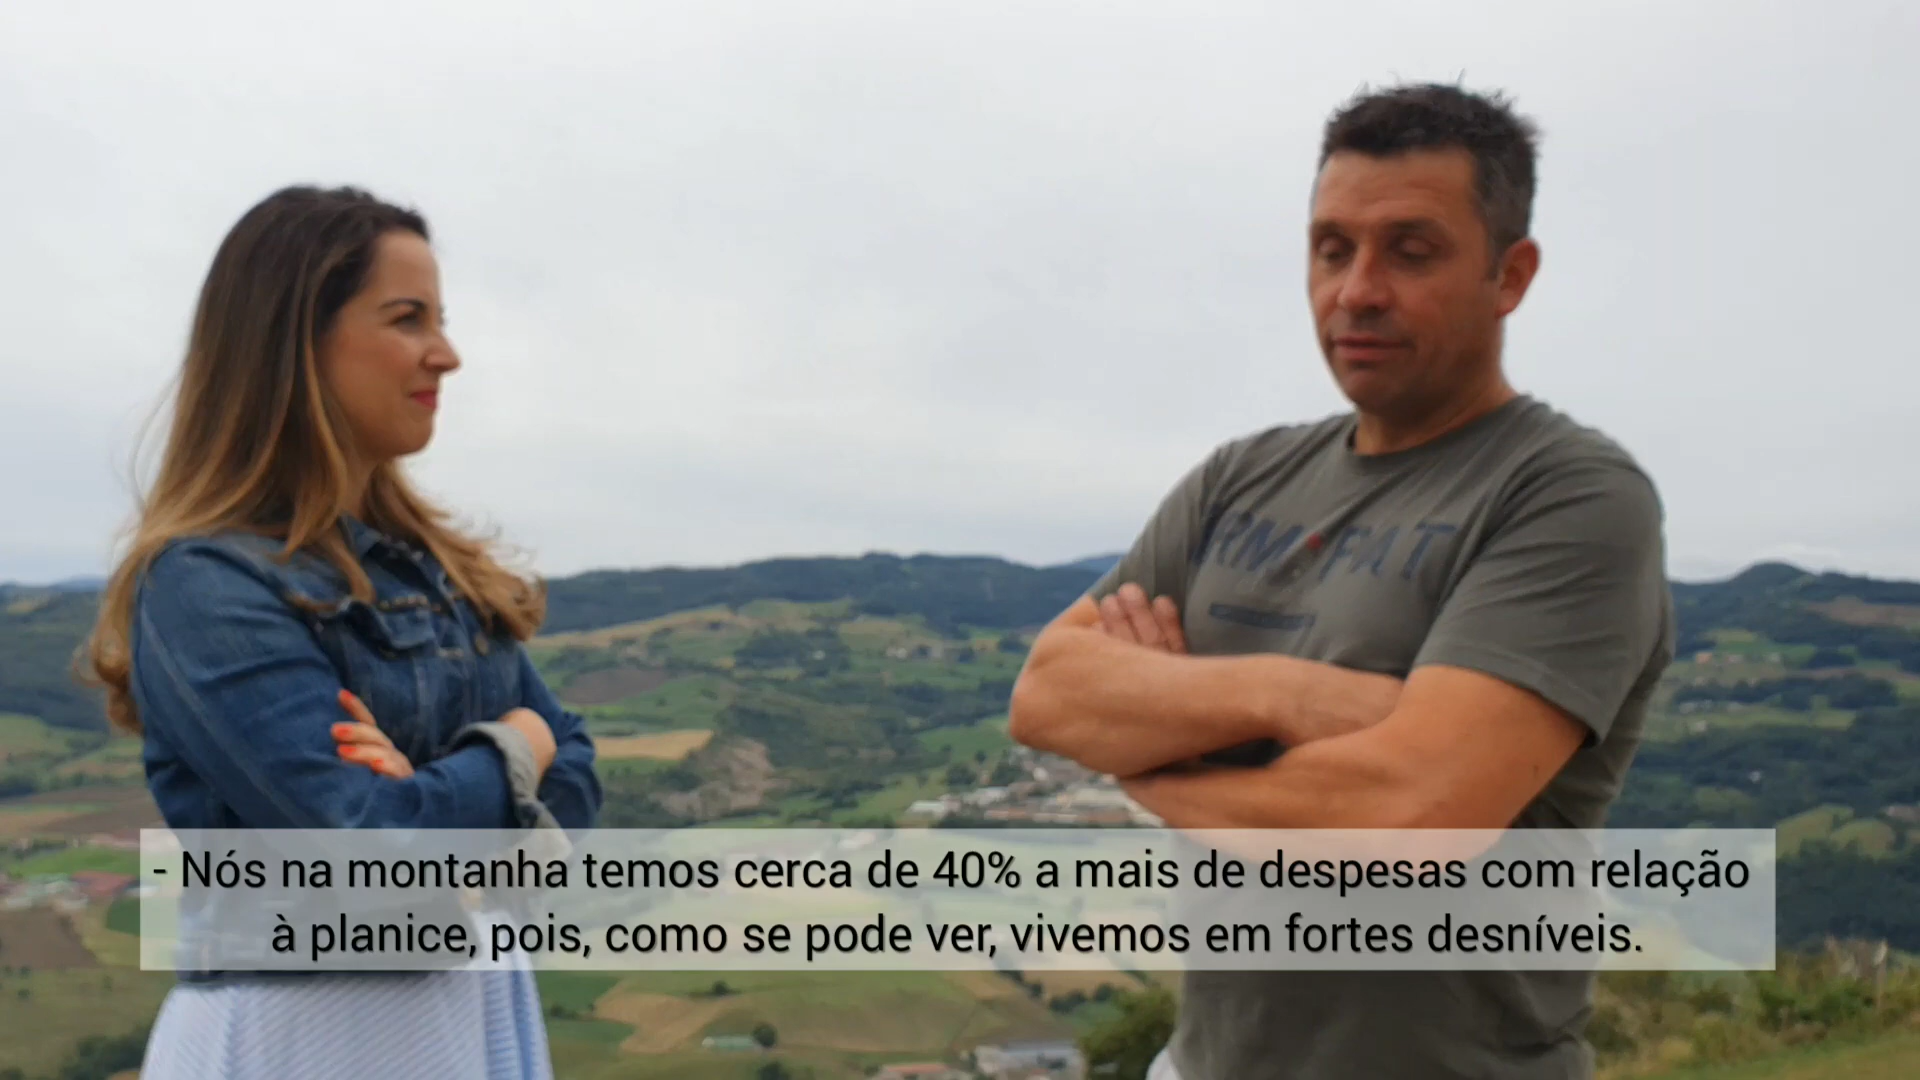 - Nós na montanha temos cerca de 40% a mais de despesas com relação
à planice, pois, como se pode ver, vivemos em fortes desníveis.